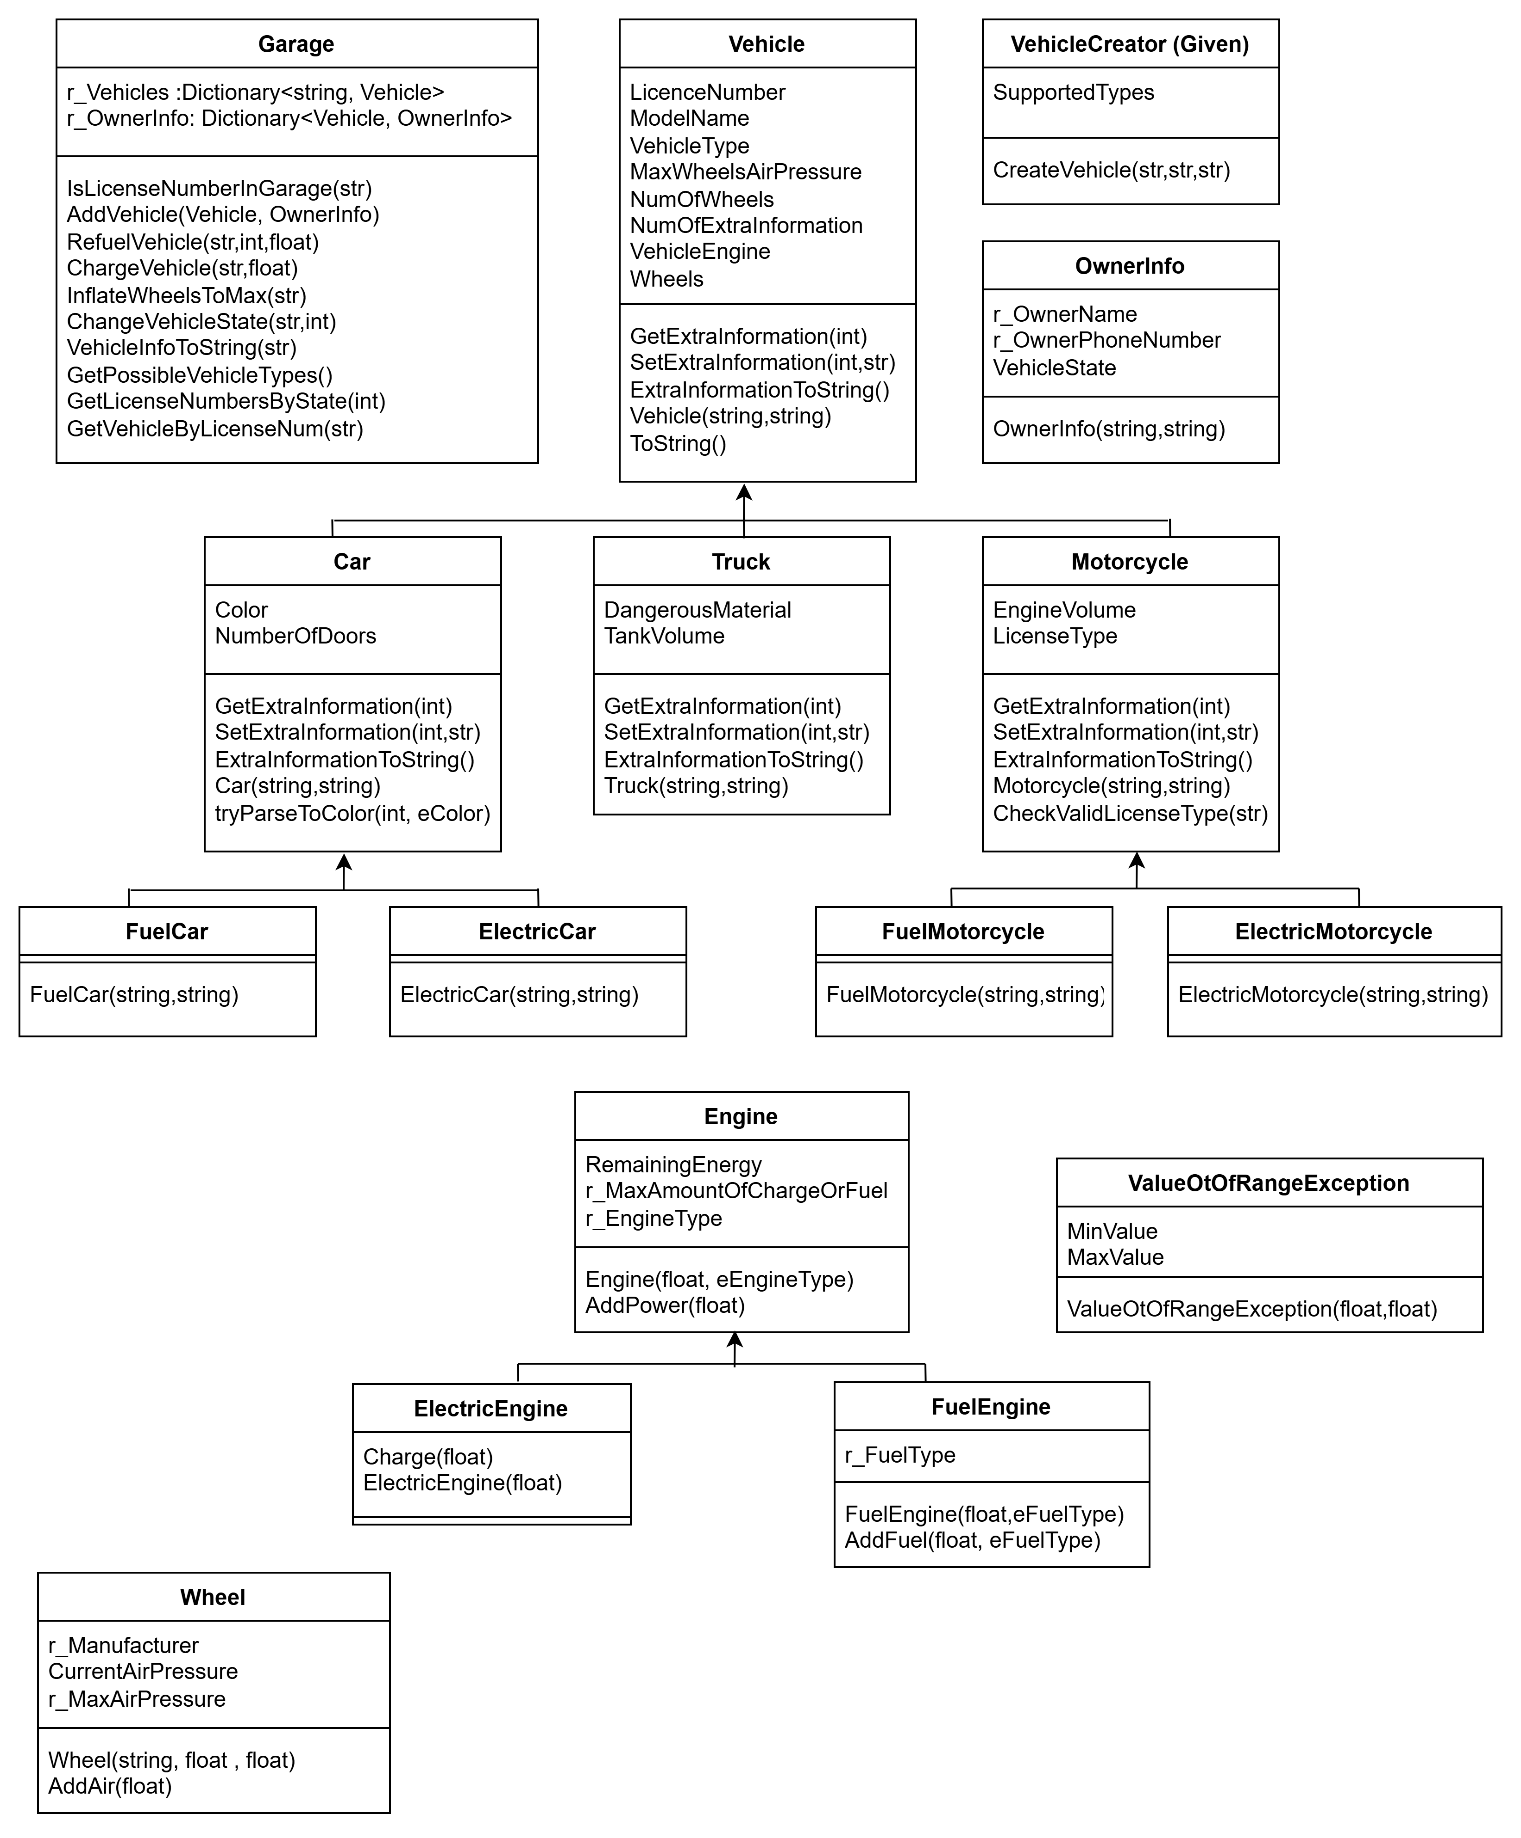 Garage
r_Vehicles :Dictionary<string, Vehicle>
r_OwnerInfo: Dictionary<Vehicle, OwnerInfo>
IsLicenseNumberInGarage(str)
AddVehicle(Vehicle, OwnerInfo)
RefuelVehicle(str,int,float)
ChargeVehicle(str,float)
InflateWheelsToMax(str)
ChangeVehicleState(str,int)
VehicleInfoToString(str)
GetPossibleVehicleTypes()
GetLicenseNumbersByState(int)
GetVehicleByLicenseNum(str)
Vehicle
LicenceNumber
ModelName
VehicleType
MaxWheelsAirPressure
NumOfWheels
NumOfExtraInformation
VehicleEngine
Wheels
GetExtraInformation(int)
SetExtraInformation(int,str)
ExtraInformationToString()
Vehicle(string,string)
ToString()
VehicleCreator (Given)
SupportedTypes
CreateVehicle(str,str,str)
OwnerInfo
r_OwnerName
r_OwnerPhoneNumber
VehicleState
OwnerInfo(string,string)
Car
Color
NumberOfDoors
GetExtraInformation(int)
SetExtraInformation(int,str)
ExtraInformationToString()
Car(string,string)
tryParseToColor(int, eColor)
Truck
DangerousMaterial
TankVolume
GetExtraInformation(int)
SetExtraInformation(int,str)
ExtraInformationToString()
Truck(string,string)
Motorcycle
EngineVolume
LicenseType
GetExtraInformation(int)
SetExtraInformation(int,str)
ExtraInformationToString()
Motorcycle(string,string)
CheckValidLicenseType(str)
FuelCar
FuelCar(string,string)
ElectricCar
ElectricCar(string,string)
FuelMotorcycle
FuelMotorcycle(string,string)
ElectricMotorcycle
ElectricMotorcycle(string,string)
Engine
RemainingEnergy
r_MaxAmountOfChargeOrFuel
r_EngineType
Engine(float, eEngineType)
AddPower(float)
ValueOtOfRangeException
MinValue
MaxValue
ValueOtOfRangeException(float,float)
ElectricEngine
Charge(float)
ElectricEngine(float)
FuelEngine
r_FuelType
FuelEngine(float,eFuelType)
AddFuel(float, eFuelType)
Wheel
r_Manufacturer
CurrentAirPressure
r_MaxAirPressure
Wheel(string, float , float)
AddAir(float)